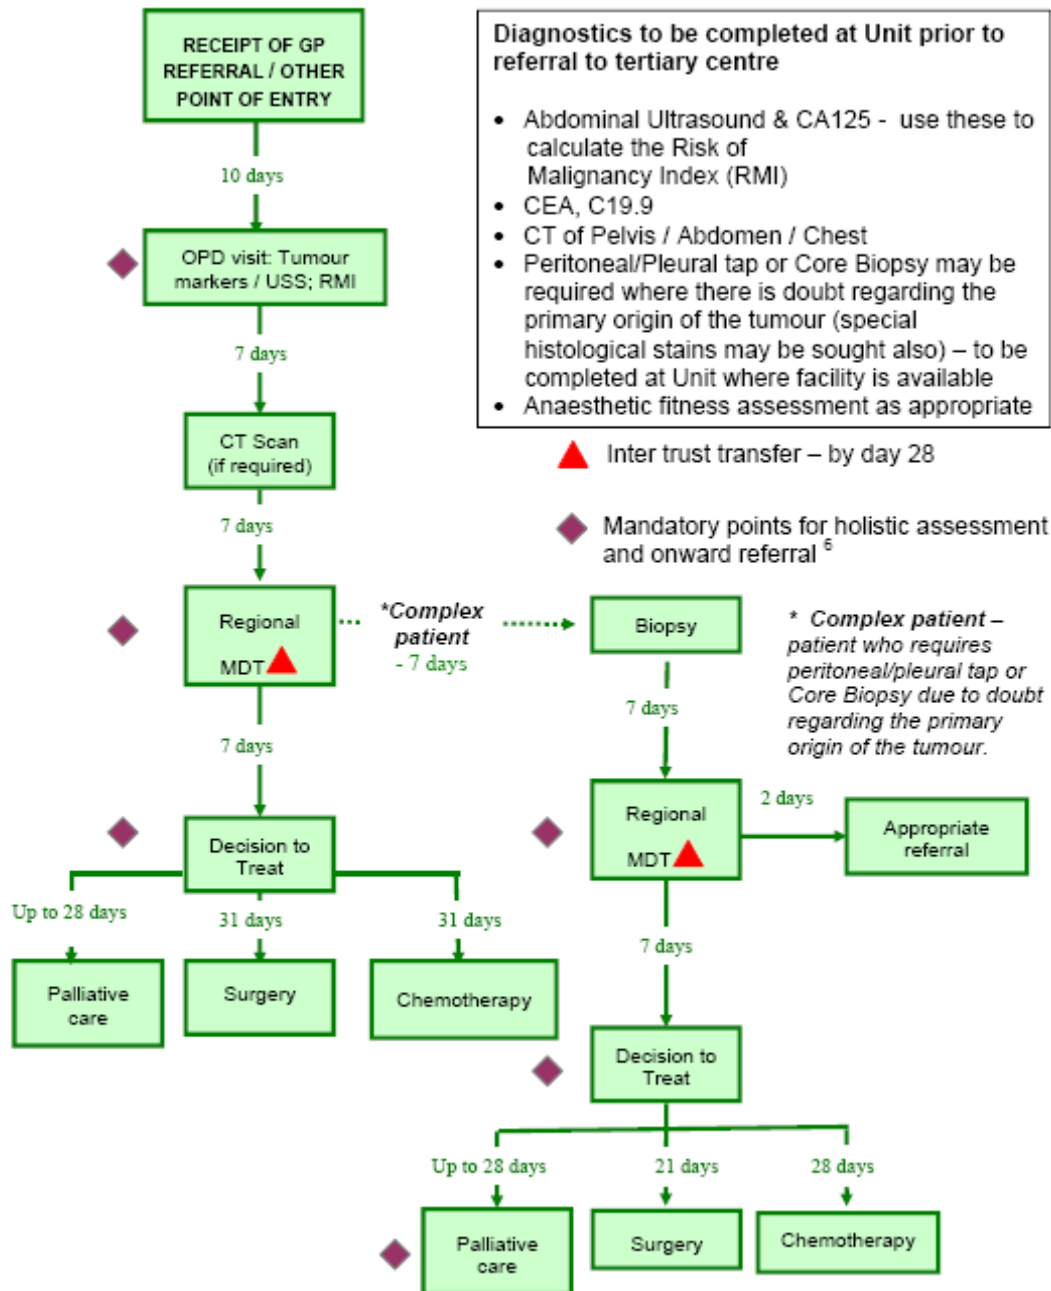 RECEIPT OF GP
REFERRAL / OTHER
POINT OF ENTRY
10 days
OPD visit: Tumour
markers / USS; RMI
7 days
CT Scan
(if required)
7 days
Regional
MDT
*Complex
patient
- 7 days
7 days
Decision to
Treat
Up to 28 days
31 days
31 days
Palliative
care
Surgery
Chemotherapy
Diagnostics to be completed at Unit prior to
referral to tertiary centre
• Abdominal Ultrasound & CA125 - use these to
calculate the Risk of
Malignancy Index (RMI)
• CEA, C19.9
• CT of Pelvis / Abdomen / Chest
• Peritoneal/Pleural tap or Core Biopsy may be
required where there is doubt regarding the
primary origin of the tumour (special
histological stains may be sought also) – to be
completed at Unit where facility is available
• Anaesthetic fitness assessment as appropriate
Inter trust transfer – by day 28
Mandatory points for holistic assessment
and onward referral 6
Biopsy
* Complex patient –
patient who requires
peritoneal/pleural tap or
Core Biopsy due to doubt
regarding the primary
origin of the tumour.
7 days
Regional
MDT
2 days
Appropriate
referral
7 days
Decision to
Treat
Up to 28 days
21 days
28 days
Palliative
care
Surgery
Chemotherapy